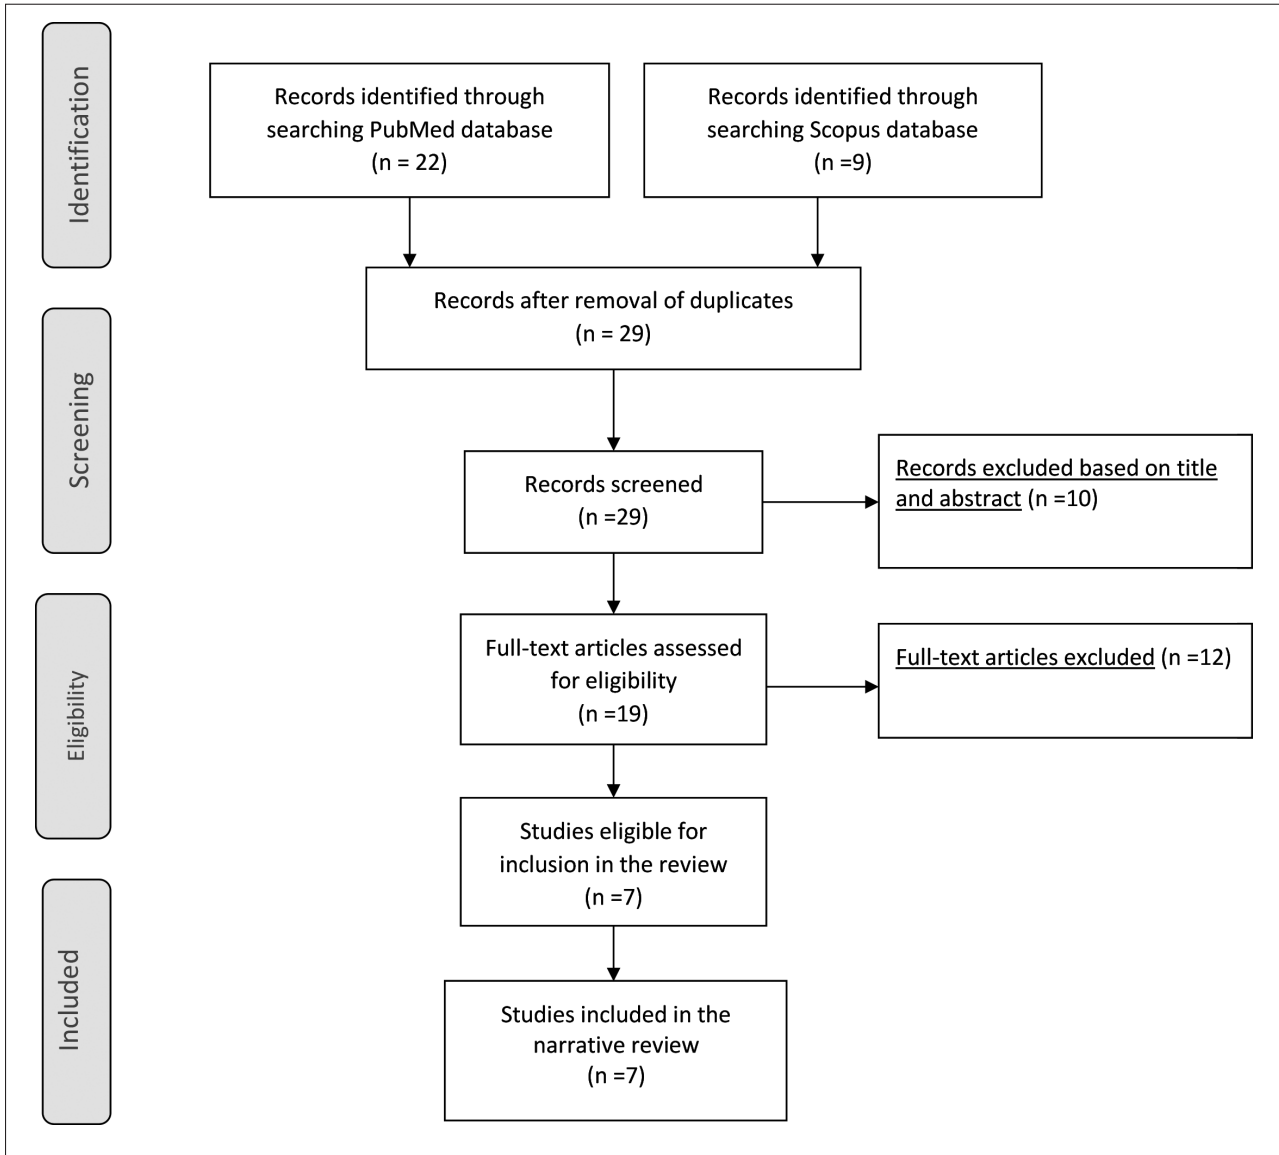 Identification
Records identified through
searching PubMed database
(n = 22)
Records identified through
searching Scopus database
(n =9)
Records after removal of duplicates
(n = 29)
Screening
Records screened
(n =29)
Records excluded based on title
and abstract (n =10)
Eligibility
Full-text articles assessed
for eligibility
(n =19)
Full-text articles excluded (n =12)
Studies eligible for
inclusion in the review
(n =7)
Included
Studies included in the
narrative review
(n =7)